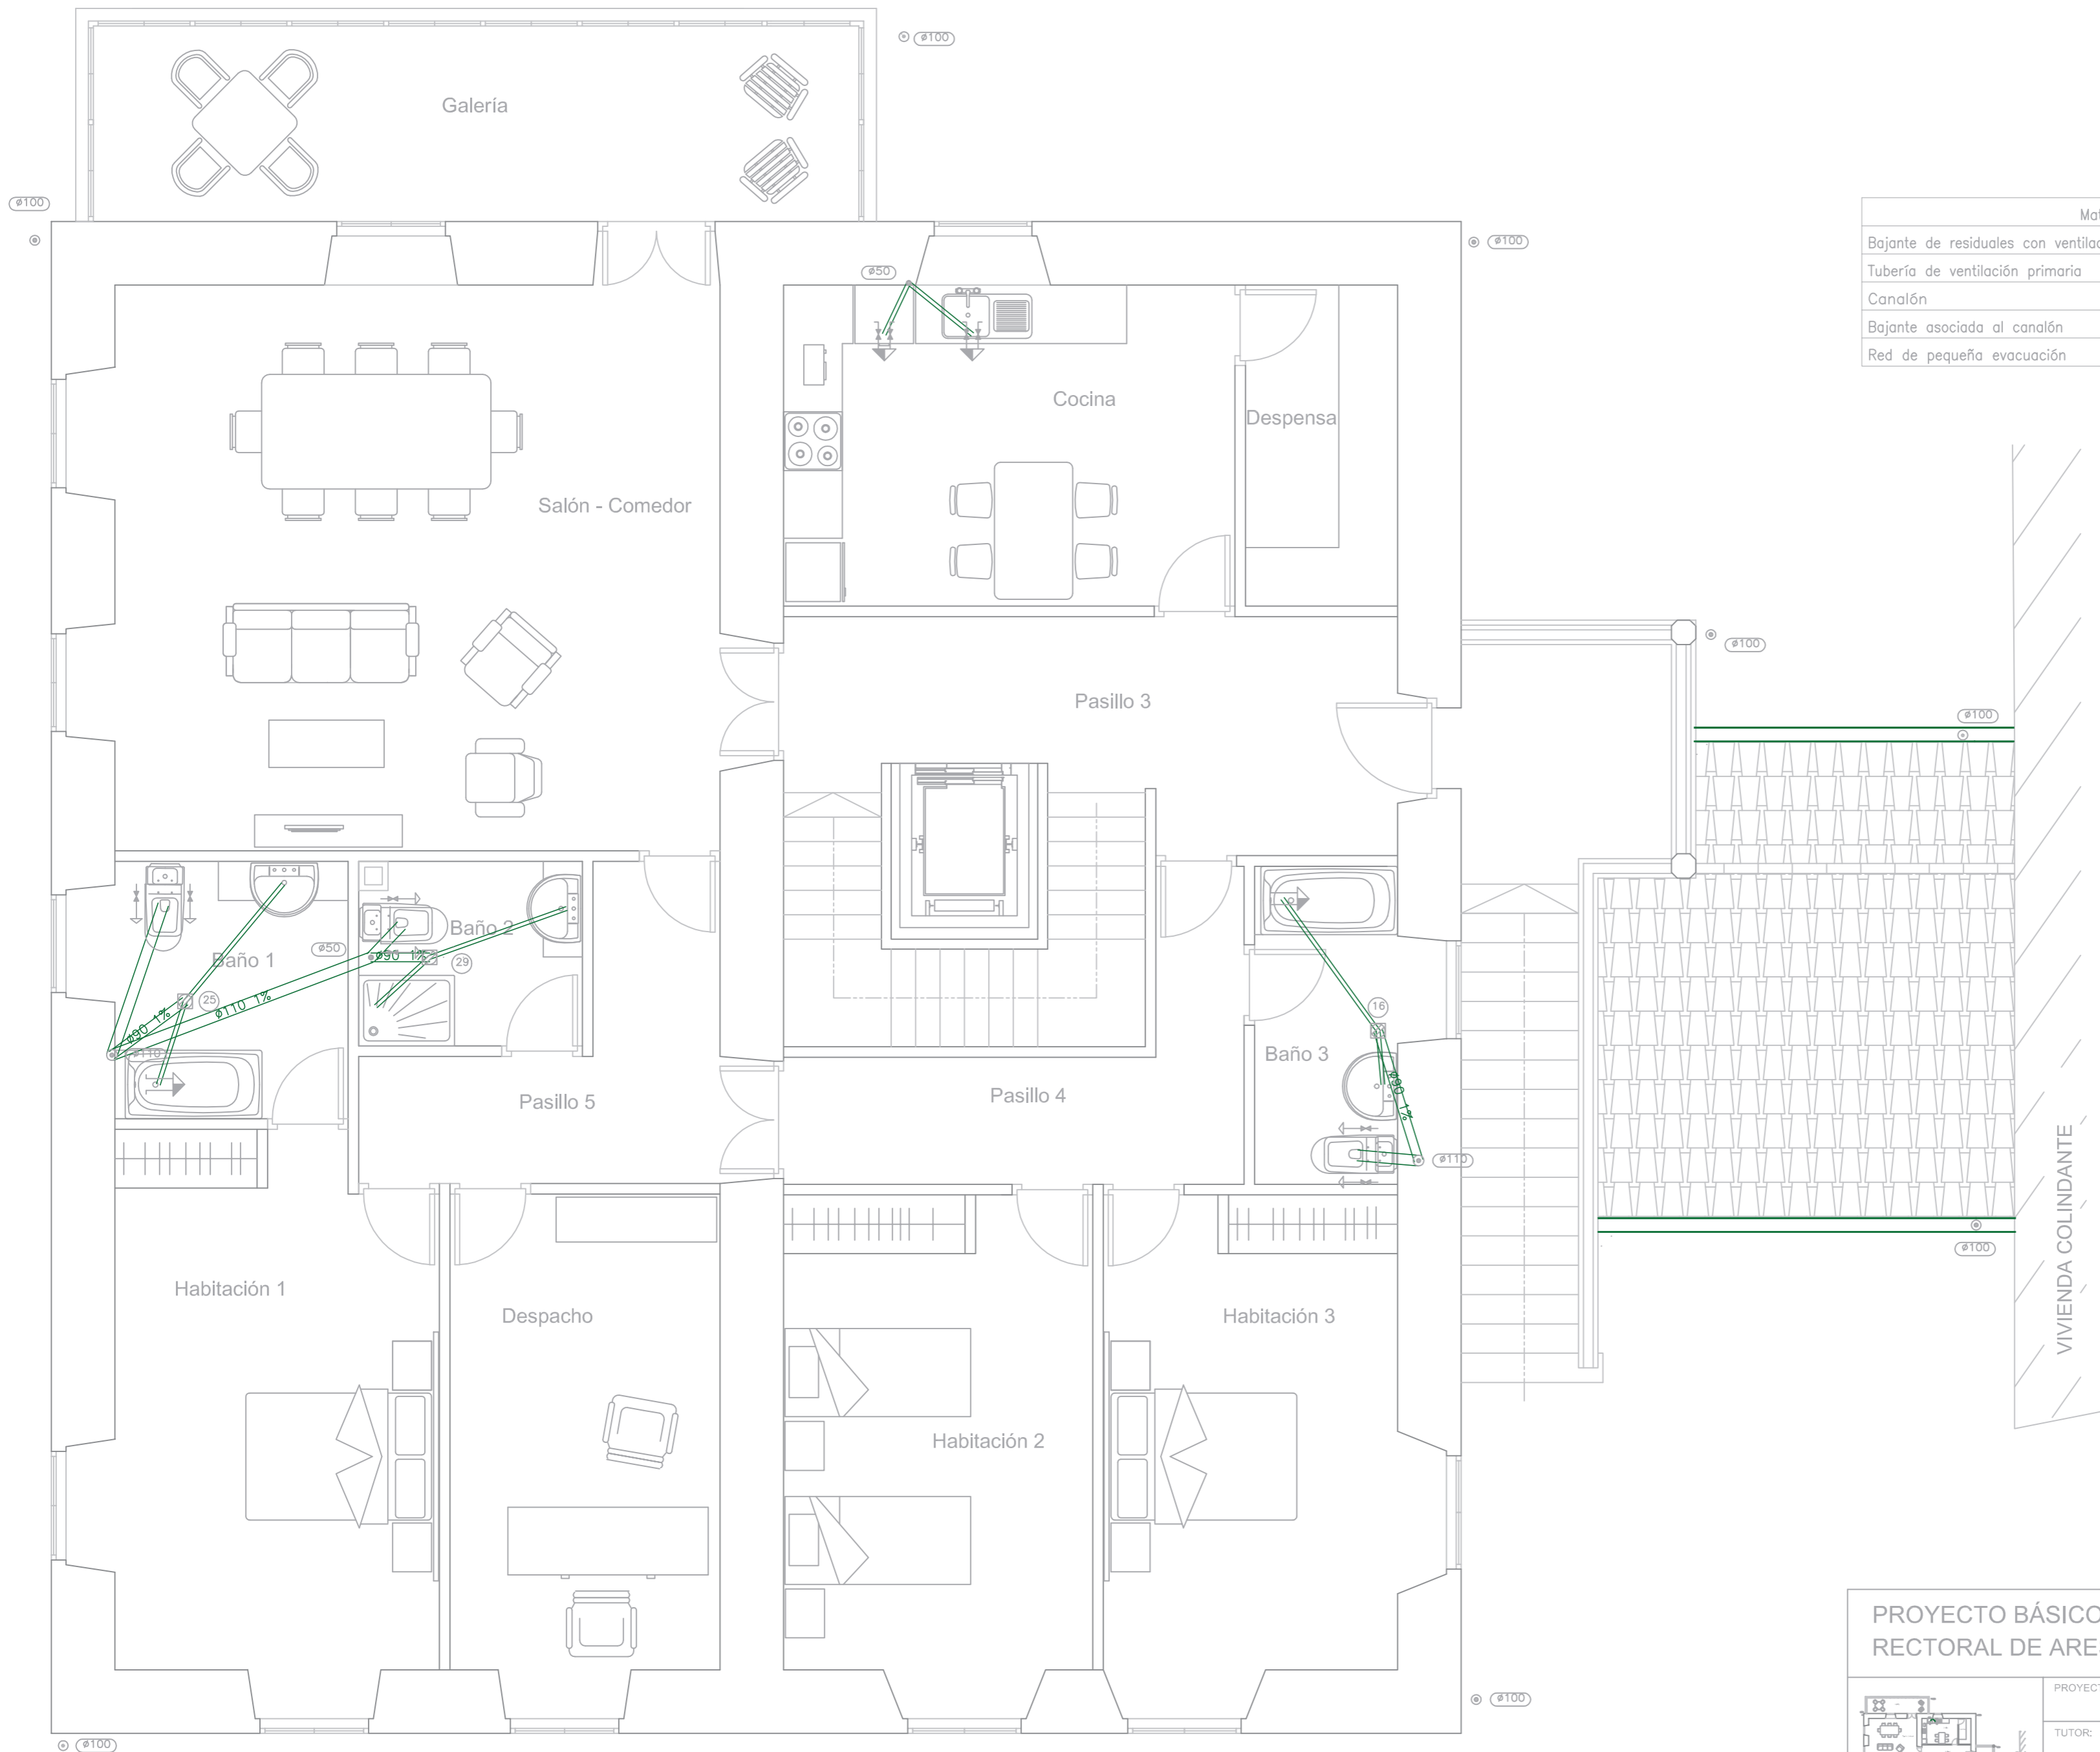 ø100
Galería
ø100
ø100
ø50
Mat
Bajante de residuales con ventilac
Tubería de ventilación primaria
Canalón
Bajante asociada al canalón
Red de pequeña evacuación
Cocina
Despensa
Salón - Comedor
ø100
Pasillo 3
ø100
Baño 1
ø50
Baño 2
ø90 1%
29
25
ø110 1%
ø90 1%
ø110
16
Baño 3
ø90 1%
ø110
Pasillo 5
Pasillo 4
VIVIENDA COLINDANTE
ø100
Habitación 1
Despacho
Habitación 3
Habitación 2
ø100
ø100
PROYECTO BÁSICO
RECTORAL DE ARE
PROYECT
TUTOR: